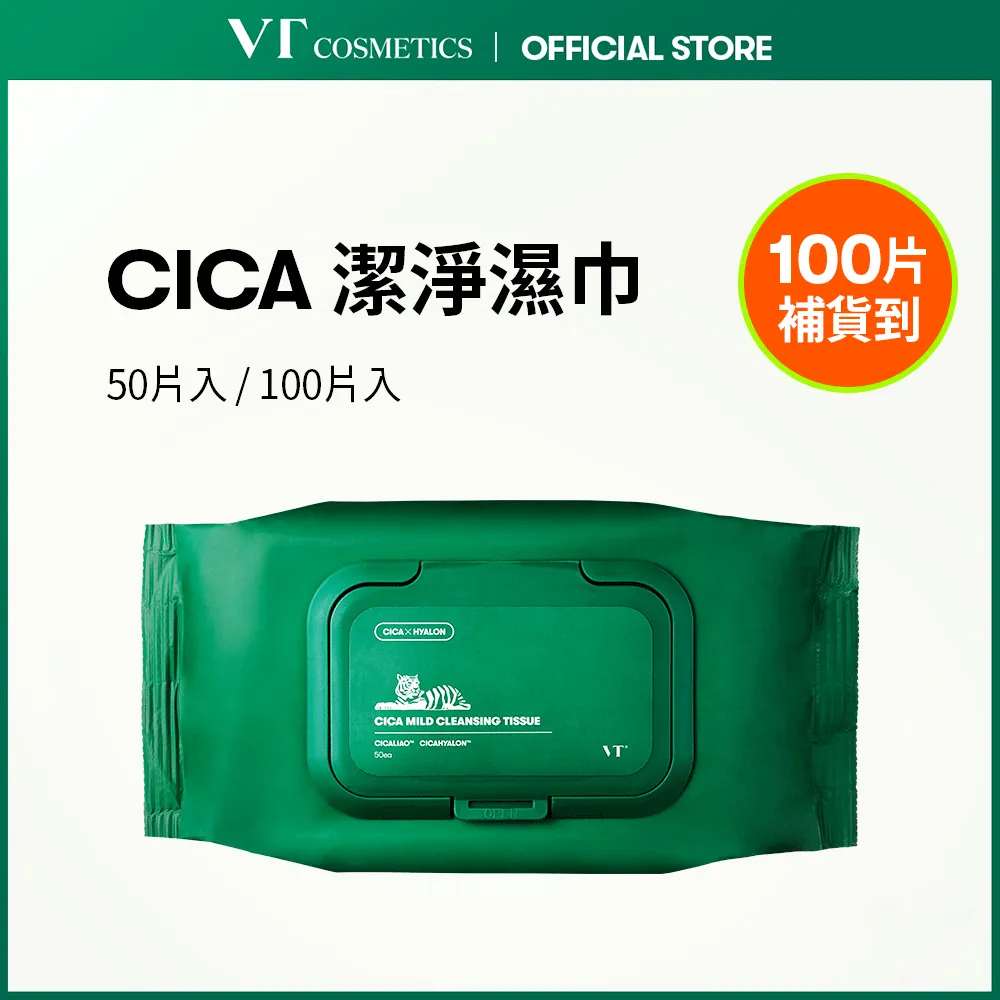 VT COSMETICS | OFFICIAL STORE
CICA 潔淨濕巾
50片入 / 100片入
100片
補貨到
CICA×HYALON
CICA MILD CLEANSING TISSUE
CICALIAO™ CICAHYALON™
50ea
VT®
OPEN